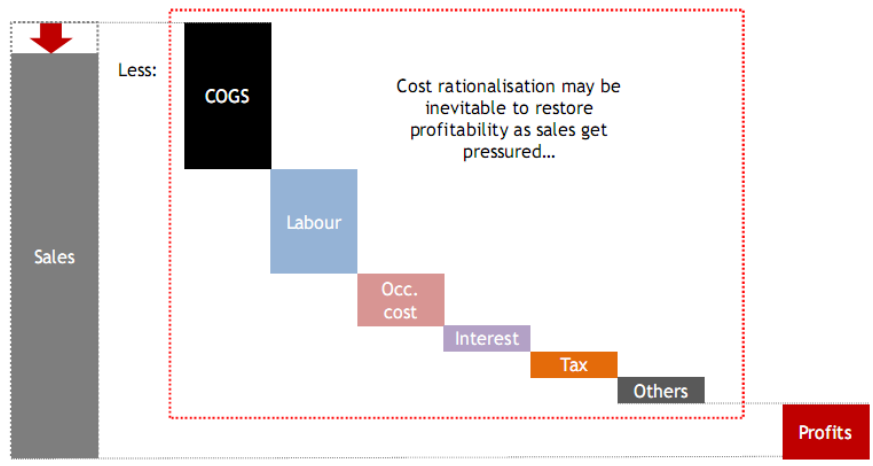 Less:
COGS
Cost rationalisation may be
inevitable to restore
profitability as sales get
pressured…
Labour
Sales
Occ.
cost
Interest
Tax
Others
Profits